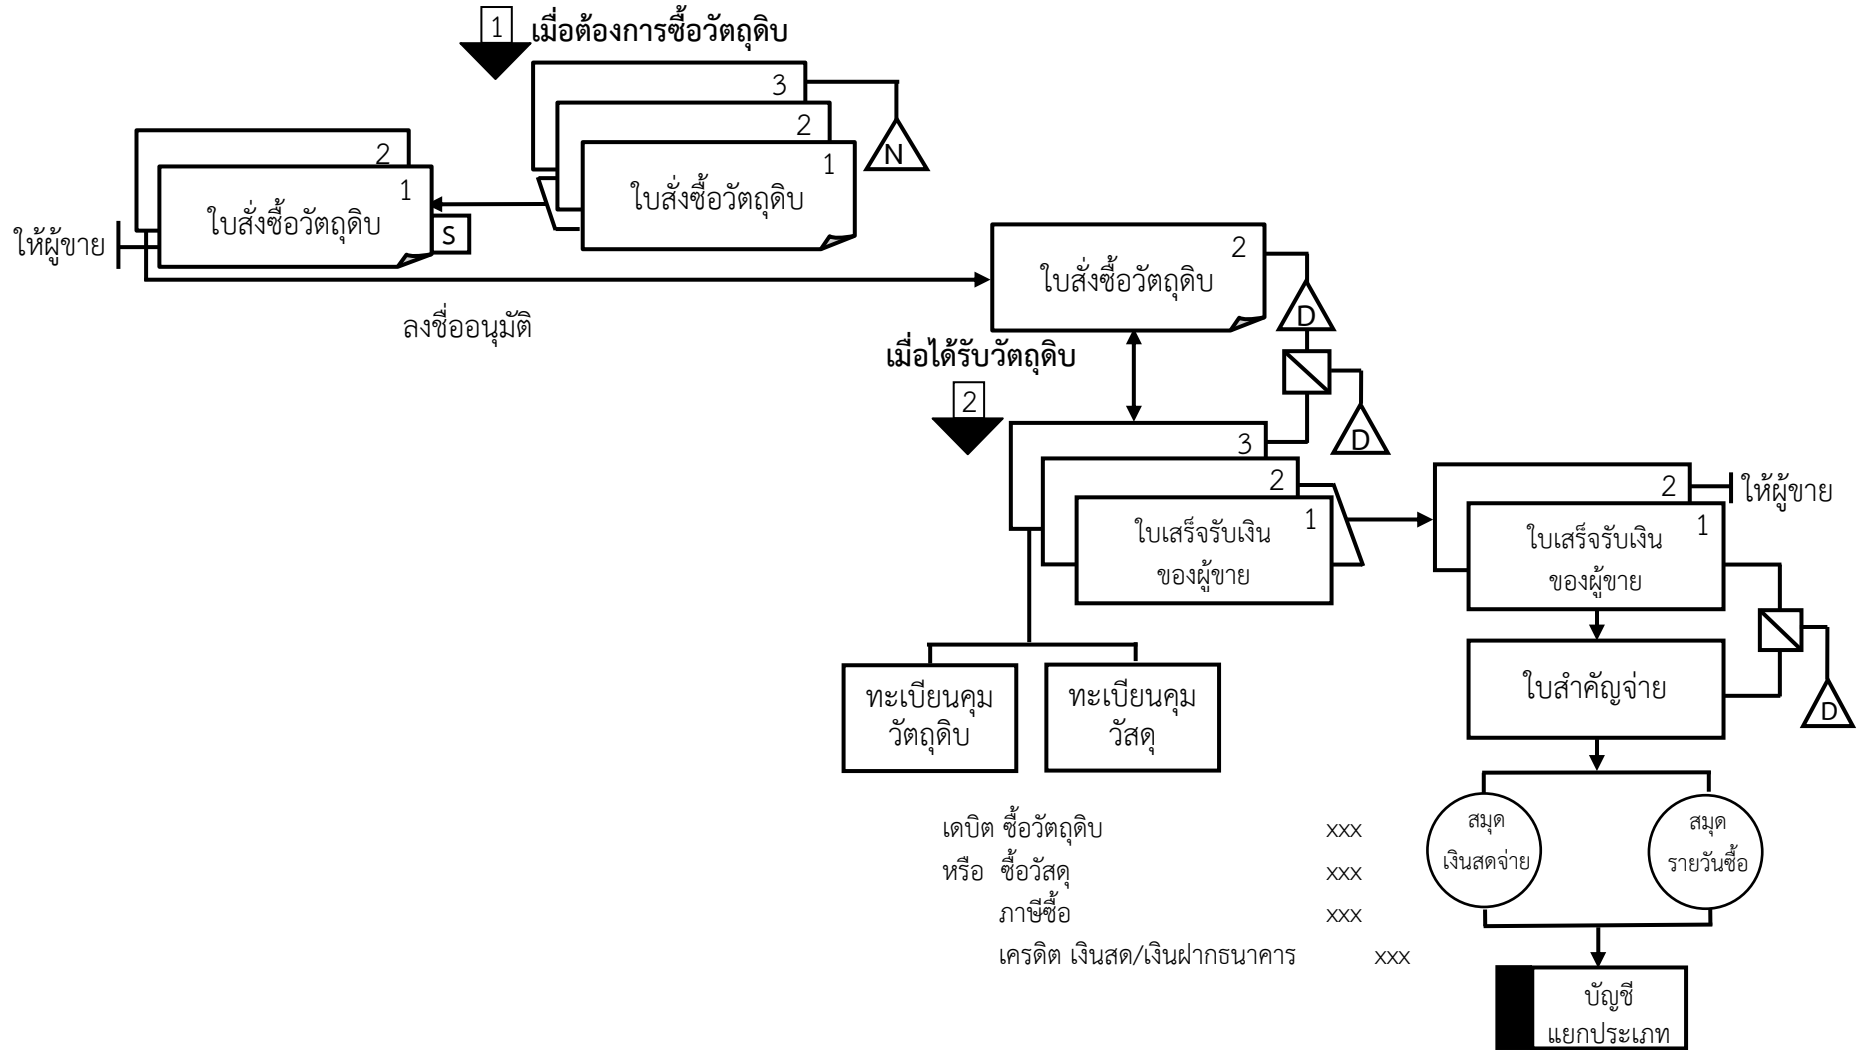 1
เมื่อต้องการซื้อวัตถุดิบ
3
2
1
ใบสั่งซื้อวัตถุดิบ
N
2
1
ใบสั่งซื้อวัตถุดิบ
S
ให้ผู้ขาย
ลงชื่ออนุมัติ
2
ใบสั่งซื้อวัตถุดิบ
D
เมื่อได้รับวัตถุดิบ
2
D
3
2
1
ใบเสร็จรับเงิน
ของผู้ขาย
2
ให้ผู้ขาย
1
ใบเสร็จรับเงิน
ของผู้ขาย
ใบสำคัญจ่าย
D
ทะเบียนคุม
วัตถุดิบ
ทะเบียนคุม
วัสดุ
สมุด
เงินสดจ่าย
สมุด
รายวันซื้อ
เดบิต ซื้อวัตถุดิบ xxx
หรือ ซื้อวัสดุ xxx
ภาษีซื้อ xxx
เครดิต เงินสด/เงินฝากธนาคาร xxx
บัญชี
แยกประเภท